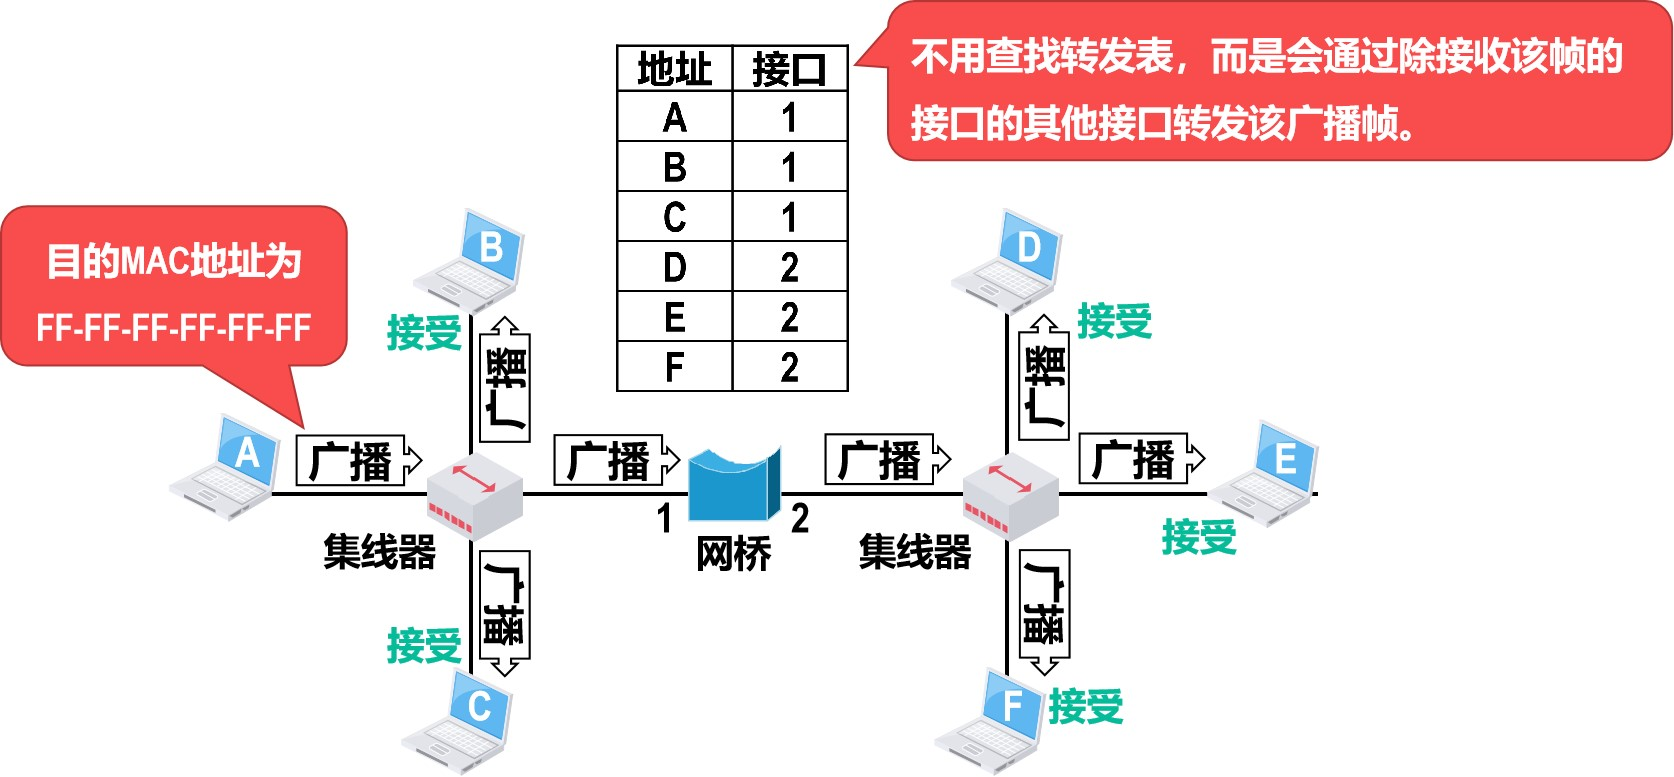 地址 接口
A 1
B 1
C 1
D 2
E 2
F 2
不用查找转发表，而是会通过除接收该帧的
接口的其他接口转发该广播帧。
目的MAC地址为
FF-FF-FF-FF-FF-FF
B
接受
广播
D
接受
广播
A
广播
集线器
广播
1
2
网桥
广播
集线器
广播
E
接受
广播
接受
C
广播
F
接受